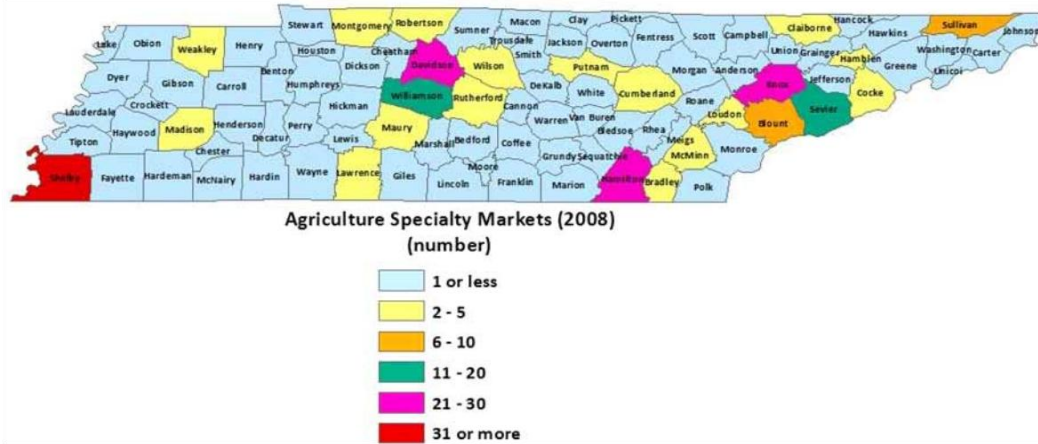 Stewart
Montgomery
Robertson
Sumner
Macon
Clay
Pickett
Claiborne
Hancock
Sullivan
Johnson
Lake
Obion
Weakley
Henry
Houston
Cheatham
Davidson
Trousdale
Wilson
Smith
Jackson
Overton
Fentress
Scott
Campbell
Union
Grainger
Hawkins
Hamblen
Greene
Washington
Carter
Unicoi
Dyer
Gibson
Carroll
Benton
Humphreys
Dickson
Williamson
Rutherford
DeKalb
Putnam
White
Cumberland
Morgan
Anderson
Knox
Jefferson
Cocke
Sevier
Lauderdale
Crockett
Haywood
Madison
Henderson
Decatur
Perry
Hickman
Lewis
Maury
Cannon
Warren
Van Buren
Bledsoe
Rhea
Roane
Loudon
Blount
Tipton
Chester
Marshall
Bedford
Coffee
Grundy
Sequatchie
Meigs
McMinn
Monroe
Shelby
Fayette
Hardeman
McNairy
Hardin
Wayne
Lawrence
Giles
Lincoln
Moore
Franklin
Marion
Hamilton
Bradley
Polk
Agriculture Specialty Markets (2008)
(number)
1 or less
2 - 5
6 - 10
11 - 20
21 - 30
31 or more